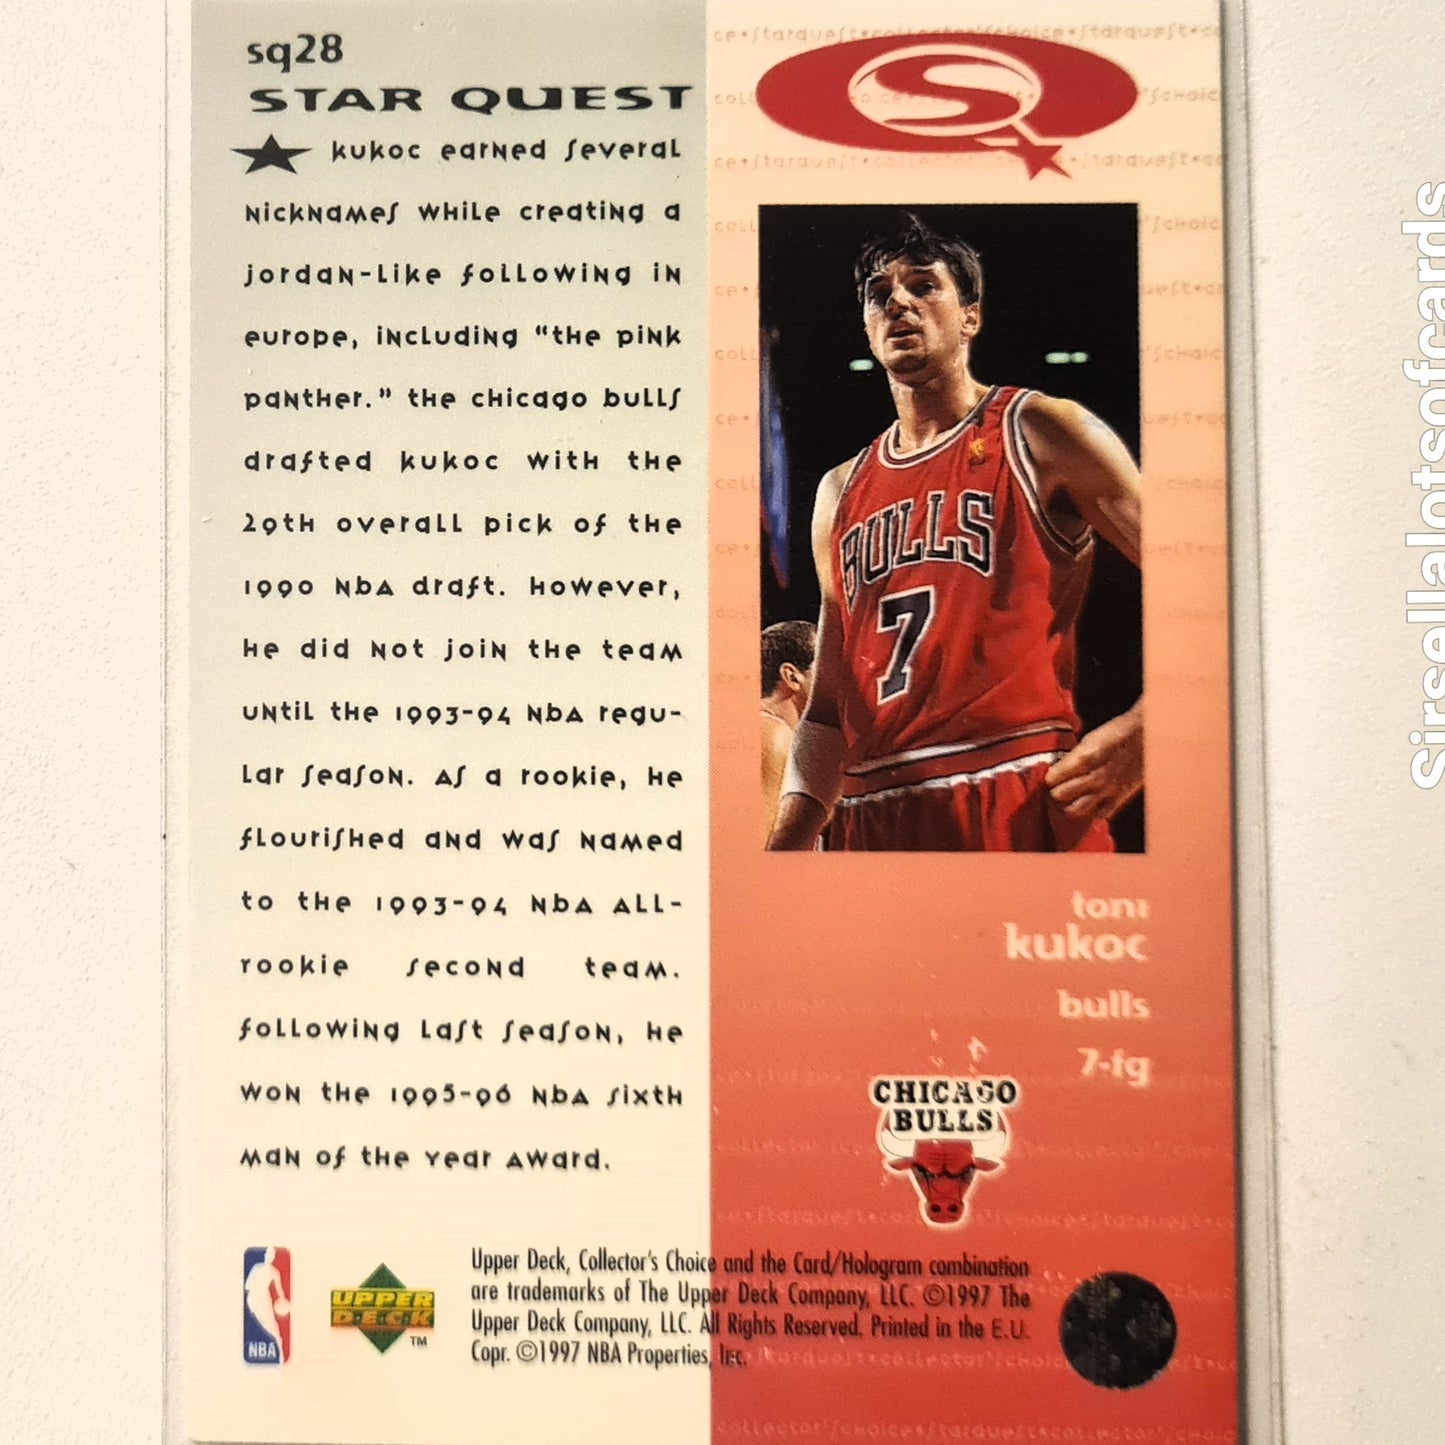 sq28
STAR QUEST
kukoc earned several
nicknames while creating a
jordan-like following in
europe, including "the pink
panther." the chicago bulls
drafted kukoc with the
29th overall pick of the
1990 NbA draft. However,
He did not join the team
until the 1993-94 NbA regu-
lar season. As a rookie, he
flourished and was named
to the 1993-94 NbA All-
rookie second team.
following last season, he
won the 1995-96 NbA sixth
man of the Year Award.
SQ
BULLS
7
toni
kukoc
bulls
7-fg
CHICAGO
BULLS
NBA
UPPER
DECK
TM
Upper Deck, Collector's Choice and the Card/Hologram combination
are trademarks of The Upper Deck Company, LLC. ©1997 The
Upper Deck Company, LLC. All Rights Reserved. Printed in the E.U.
Copr. ©1997 NBA Properties, Inc.
Sirsellalotsofcards